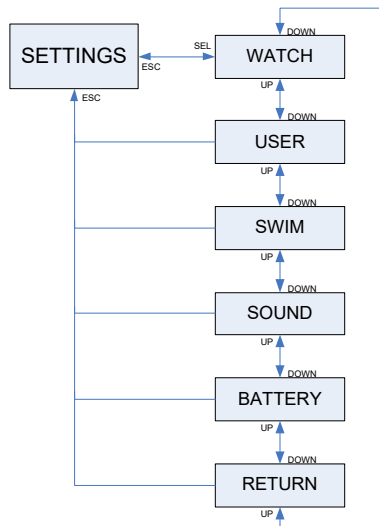 DOWN
SETTINGS
SEL
ESC
WATCH
ESC
UP
DOWN
USER
UP
DOWN
SWIM
UP
DOWN
SOUND
UP
DOWN
BATTERY
UP
DOWN
RETURN
UP